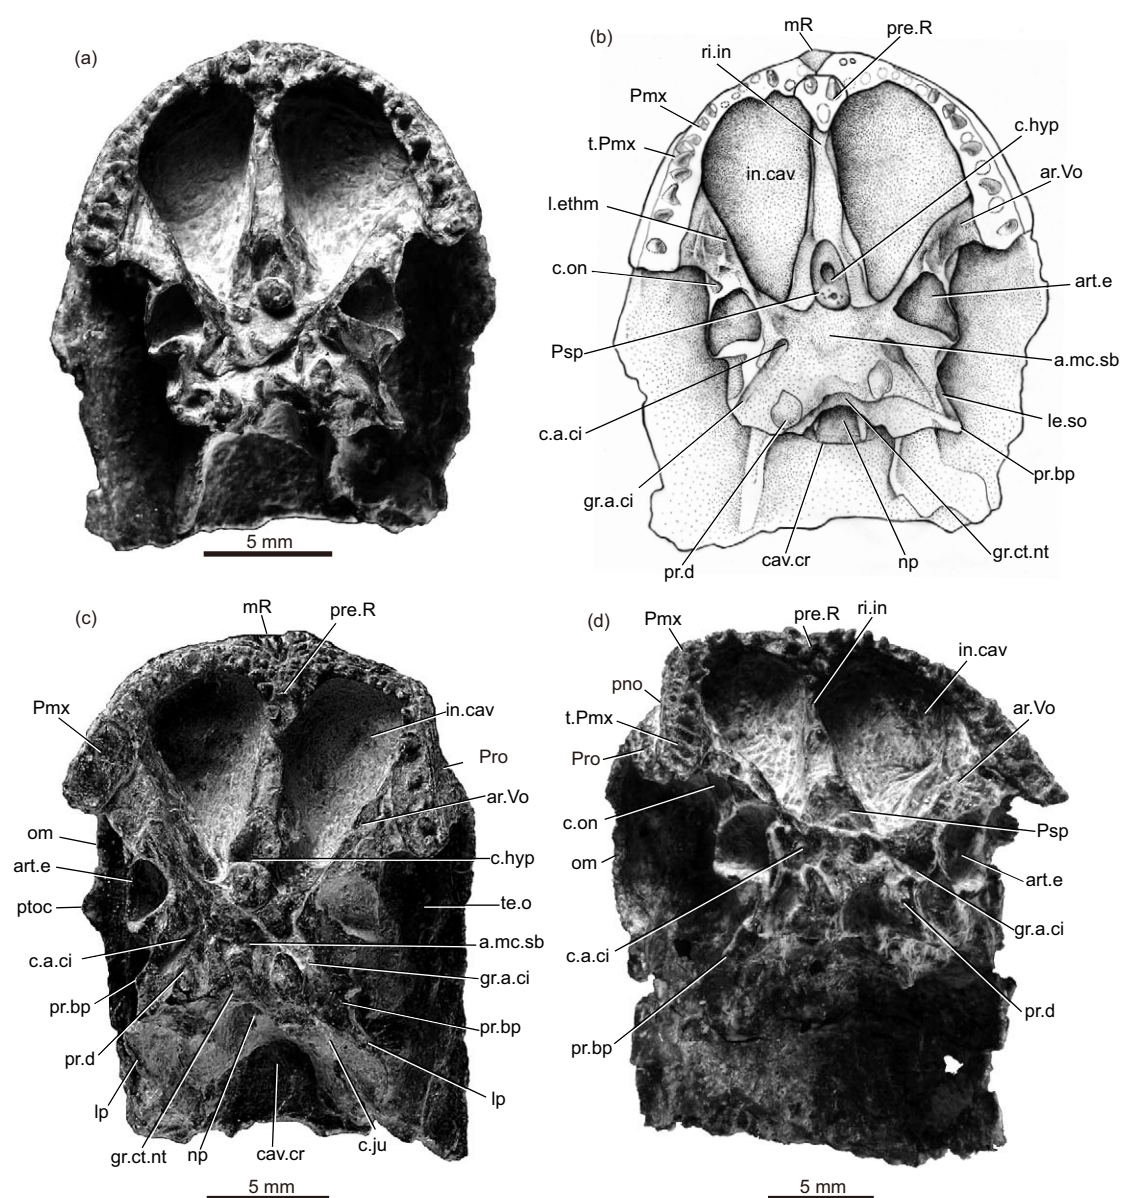 (a)
5 mm
(b)
mR
pre.R
ri.in
Pmx
c.hyp
t.Pmx
ar.Vo
in.cav
l.ethm
c.on
art.e
Psp
a.mc.sb
c.a.ci
le.so
pr.bp
gr.a.ci
gr.ct.nt
pr.d
cav.cr
np
(c)
mR
pre.R
Pmx
in.cav
Pro
ar.Vo
om
c.hyp
art.e
ptoc
te.o
a.mc.sb
c.a.ci
gr.a.ci
pr.bp
pr.bp
pr.d
lp
lp
gr.ct.nt
np
cav.cr
c.ju
5 mm
(d)
Pmx
pre.R
ri.in
in.cav
pno
t.Pmx
ar.Vo
Pro
c.on
Psp
om
art.e
gr.a.ci
c.a.ci
pr.d
pr.bp
5 mm